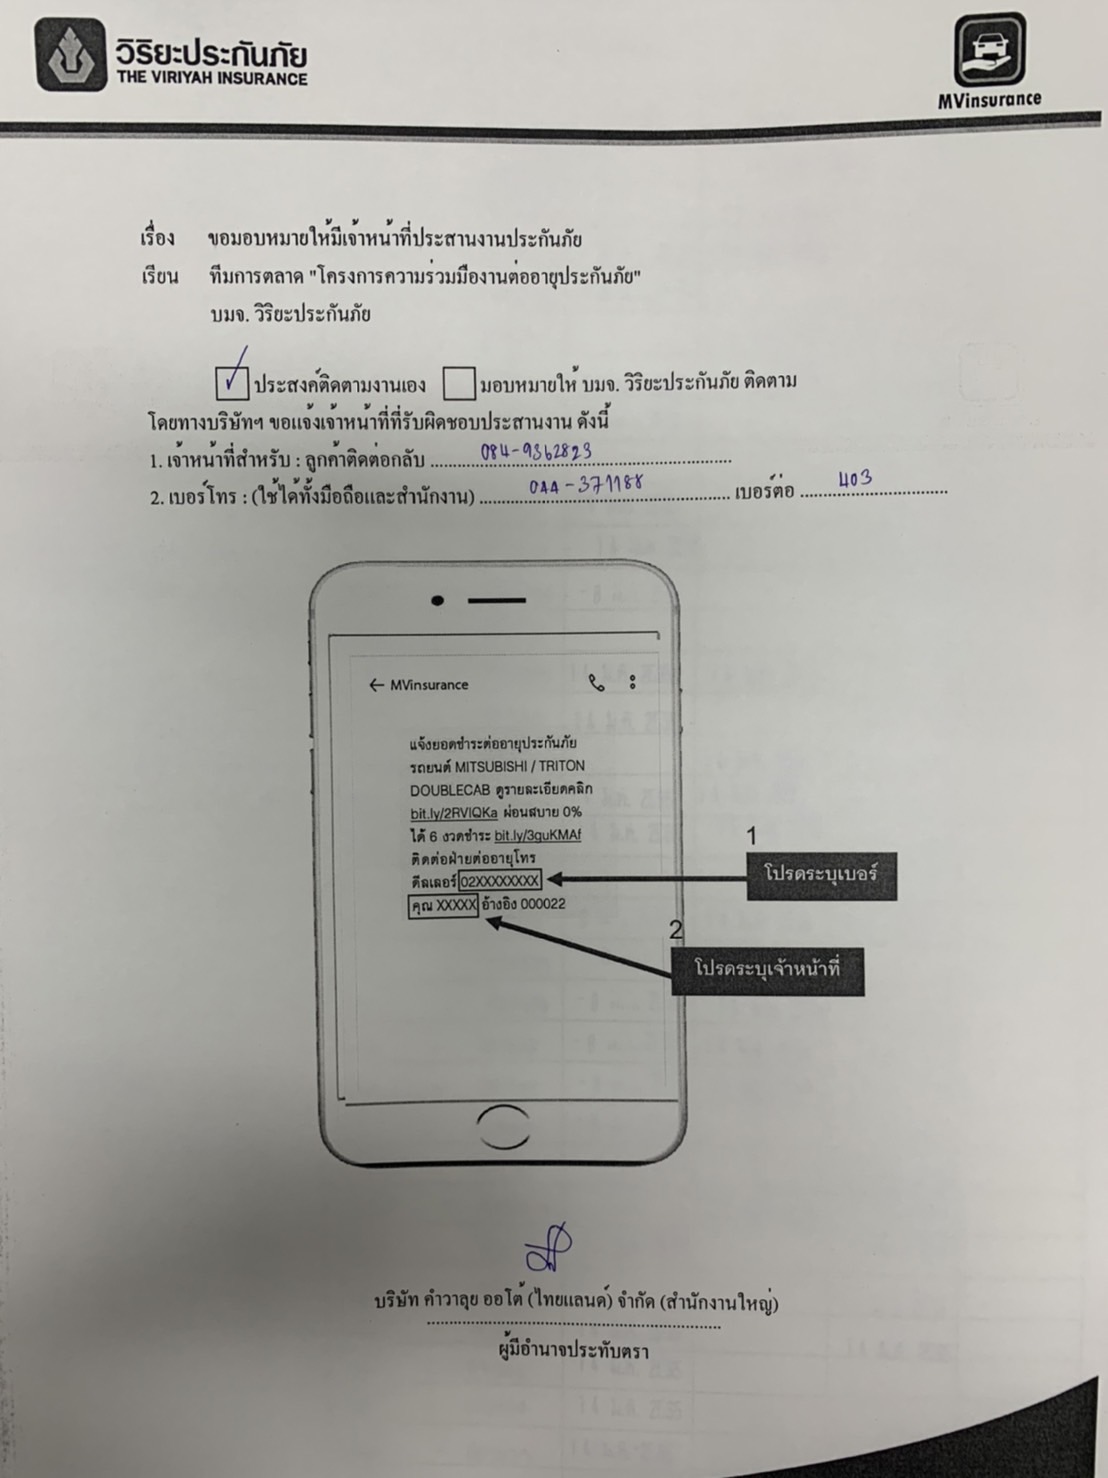 วิริยะประกันภัย
THE VIRIYAH INSURANCE
MVinsurance
เรื่อง ขอมอบหมายให้มีเจ้าหน้าที่ประสานงานประกันภัย
เรียน ทีมการตลาด "โครงการความร่วมมืองานต่ออายุประกันภัย"
บมจ. วิริยะประกันภัย
ประสงค์ติดตามงานเอง มอบหมายให้ บมจ. วิริยะประกันภัย ติดตาม
โดยทางบริษัทฯ ขอแจ้งเจ้าหน้าที่ที่รับผิดชอบประสานงาน ดังนี้
1. เจ้าหน้าที่สำหรับ : ลูกค้าติดต่อกลับ 084-9362823
2. เบอร์โทร : (ใช้ได้ทั้งมือถือและสำนักงาน) 044-371188 เบอร์ต่อ 403
← MVinsurance
แจ้งยอดชำระต่ออายุประกันภัย
รถยนต์ MITSUBISHI / TRITON
DOUBLECAB ดูรายละเอียดคลิก
bit.ly/2RVlQKa ผ่อนสบาย 0%
ได้ 6 งวดชำระ bit.ly/3guKMAf
ติดต่อฝ่ายต่ออายุโทร
ดีลเลอร์ 02XXXXXXXX
คุณ XXXXX อ้างอิง 000022
1
โปรดระบุเบอร์
2
โปรดระบุเจ้าหน้าที่
บริษัท คำวาลุย ออโต้ (ไทยแลนด์) จำกัด (สำนักงานใหญ่)
ผู้มีอำนาจประทับตรา